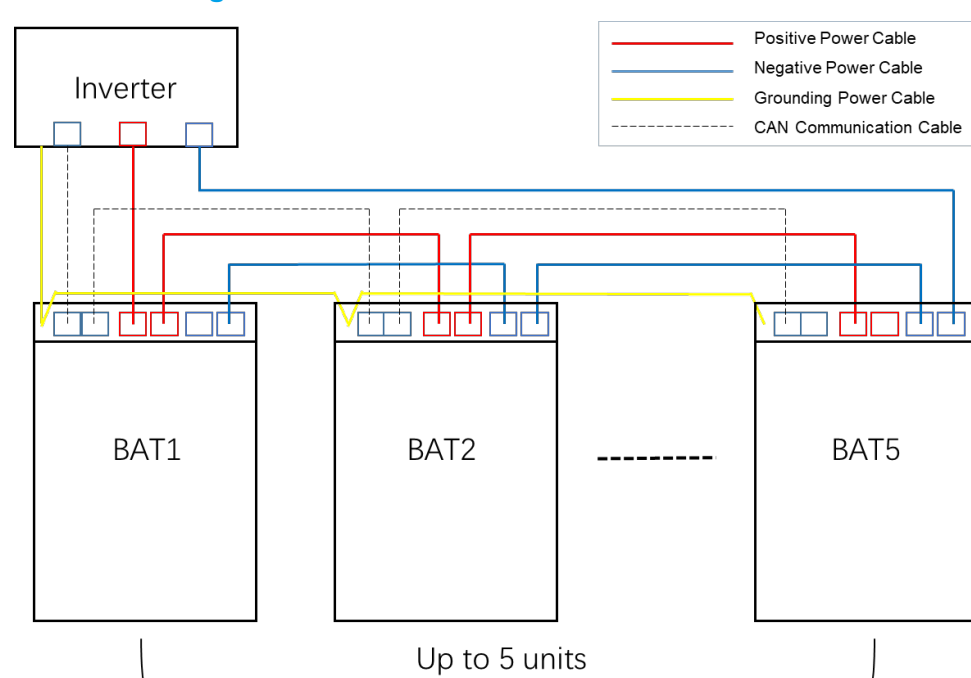 Inverter
Positive Power Cable
Negative Power Cable
Grounding Power Cable
CAN Communication Cable
BAT1
BAT2
BAT5
Up to 5 units